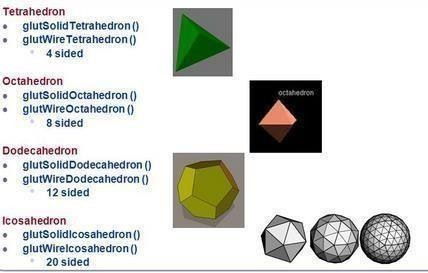 Tetrahedron
glutSolidTetrahedron()
glutWireTetrahedron()
4 sided
Octahedron
glutSolidOctahedron()
glutWireOctahedron()
8 sided
octahedron
Dodecahedron
glutSolidDodecahedron()
glutWireDodecahedron()
12 sided
Icosahedron
glutSolidIcosahedron()
glutWireIcosahedron()
20 sided